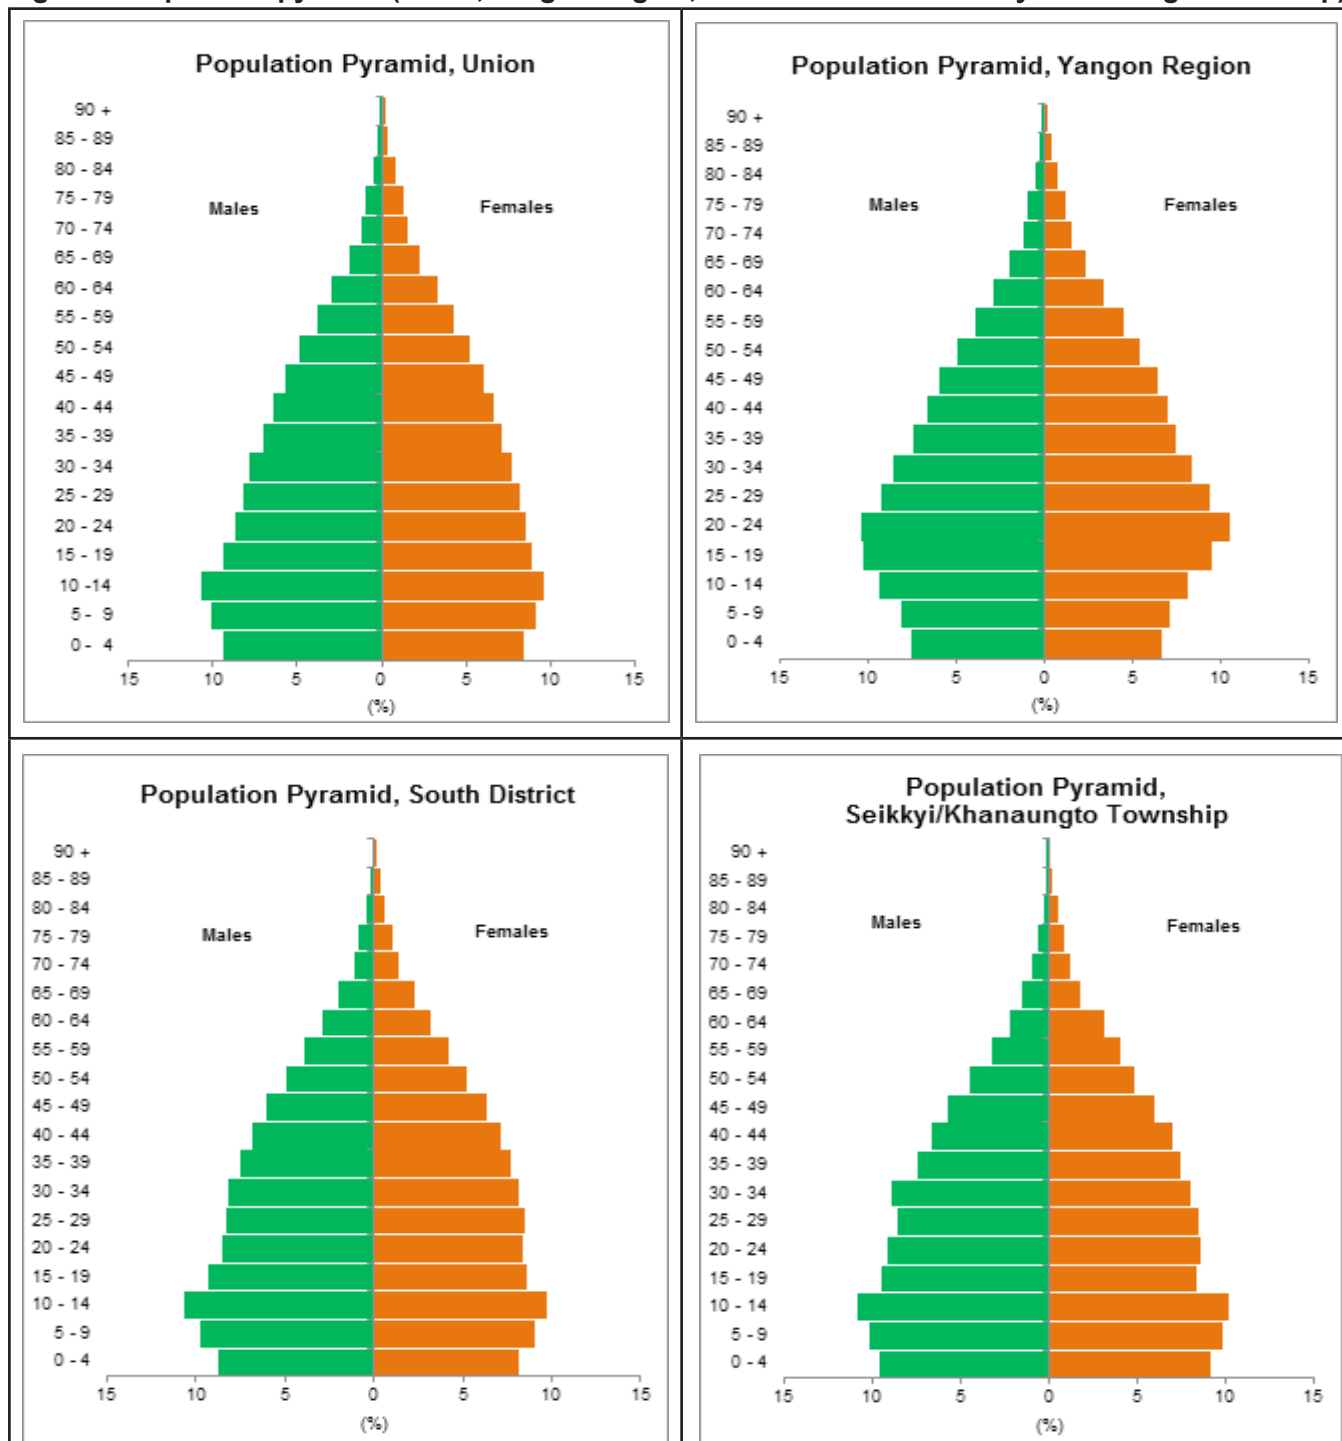 Population Pyramid, Union
90 +
85 - 89
80 - 84
75 - 79
70 - 74
65 - 69
60 - 64
55 - 59
50 - 54
45 - 49
40 - 44
35 - 39
30 - 34
25 - 29
20 - 24
15 - 19
10 -14
5 - 9
0 - 4
Males
Females
15 10 5 0 5 10 15
(%)
Population Pyramid, Yangon Region
90 +
85 - 89
80 - 84
75 - 79
70 - 74
65 - 69
60 - 64
55 - 59
50 - 54
45 - 49
40 - 44
35 - 39
30 - 34
25 - 29
20 - 24
15 - 19
10 - 14
5 - 9
0 - 4
Males
Females
15 10 5 0 5 10 15
(%)
Population Pyramid, South District
90 +
85 - 89
80 - 84
75 - 79
70 - 74
65 - 69
60 - 64
55 - 59
50 - 54
45 - 49
40 - 44
35 - 39
30 - 34
25 - 29
20 - 24
15 - 19
10 - 14
5 - 9
0 - 4
Males
Females
15 10 5 0 5 10 15
(%)
Population Pyramid,
Seikkyi/Khanaungto Township
90 +
85 - 89
80 - 84
75 - 79
70 - 74
65 - 69
60 - 64
55 - 59
50 - 54
45 - 49
40 - 44
35 - 39
30 - 34
25 - 29
20 - 24
15 - 19
10 - 14
5 - 9
0 - 4
Males
Females
15 10 5 0 5 10 15
(%)